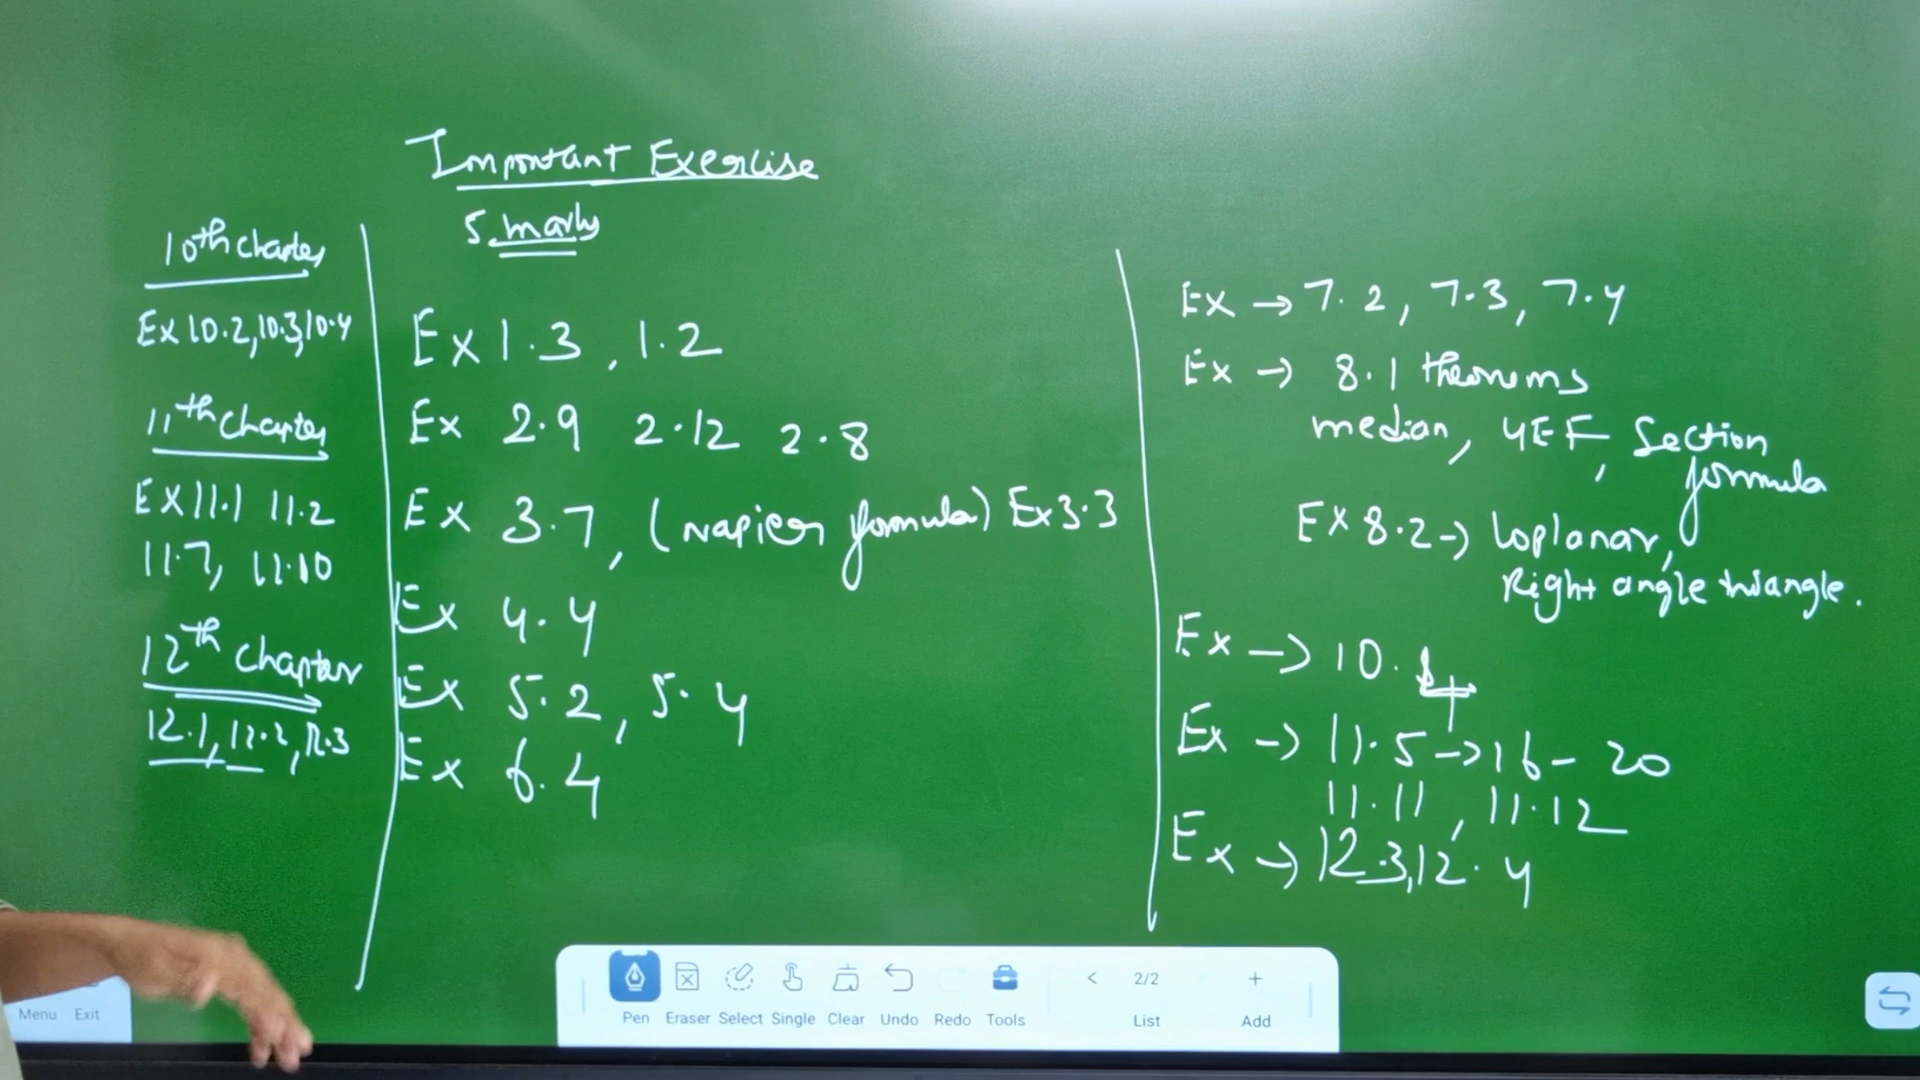 Important Exercise
5 marks
10th chapter
Ex 10.2, 10.3, 10.4
11th chapter
Ex 11.1 11.2
11.7, 11.10
12th chapter
12.1, 12.2, 12.3
Ex 1.3, 1.2
Ex 2.9 2.12 2.8
Ex 3.7, (Napier formula) Ex 3.3
Ex 4.4
Ex 5.2, 5.4
Ex 6.4
Ex → 7.2, 7.3, 7.4
Ex → 8.1 theorems
median, 4EF, Section
formula
Ex 8.2 → Coplanar,
Right angle triangle.
Ex → 10.
Ex → 11.5 → 16 - 20
11.11, 11.12
Ex → 12.3, 12.4
Menu Exit
Pen Eraser Select Single Clear Undo Redo Tools
< 2/2 +
List Add